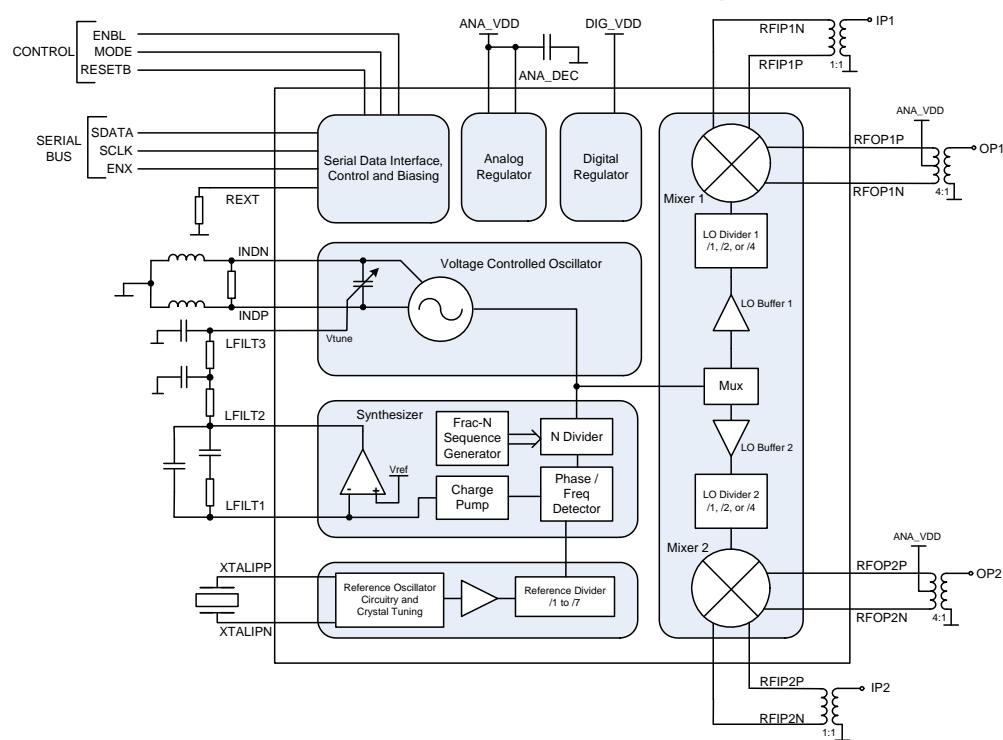 CONTROL
ENBL
MODE
RESETB
ANA_VDD
ANA_DEC
DIG_VDD
RFIP1N
RFIP1P
IP1
1:1
SERIAL
BUS
SDATA
SCLK
ENX
REXT
Serial Data Interface,
Control and Biasing
Analog
Regulator
Digital
Regulator
Mixer 1
ANA_VDD
RFOP1P
RFOP1N
OP1
4:1
LO Divider 1
/1, /2, or /4
LO Buffer 1
INDN
INDP
Voltage Controlled Oscillator
Vtune
LFILT3
Mux
LFILT2
LFILT1
Synthesizer
Frac-N
Sequence
Generator
N Divider
Vref
-
+
Charge
Pump
Phase /
Freq
Detector
LO Buffer 2
LO Divider 2
/1, /2, or /4
Mixer 2
ANA_VDD
RFOP2P
RFOP2N
OP2
4:1
XTALIPP
XTALIPN
Reference Oscillator
Circuitry and
Crystal Tuning
Reference Divider
/1 to /7
RFIP2P
RFIP2N
IP2
1:1